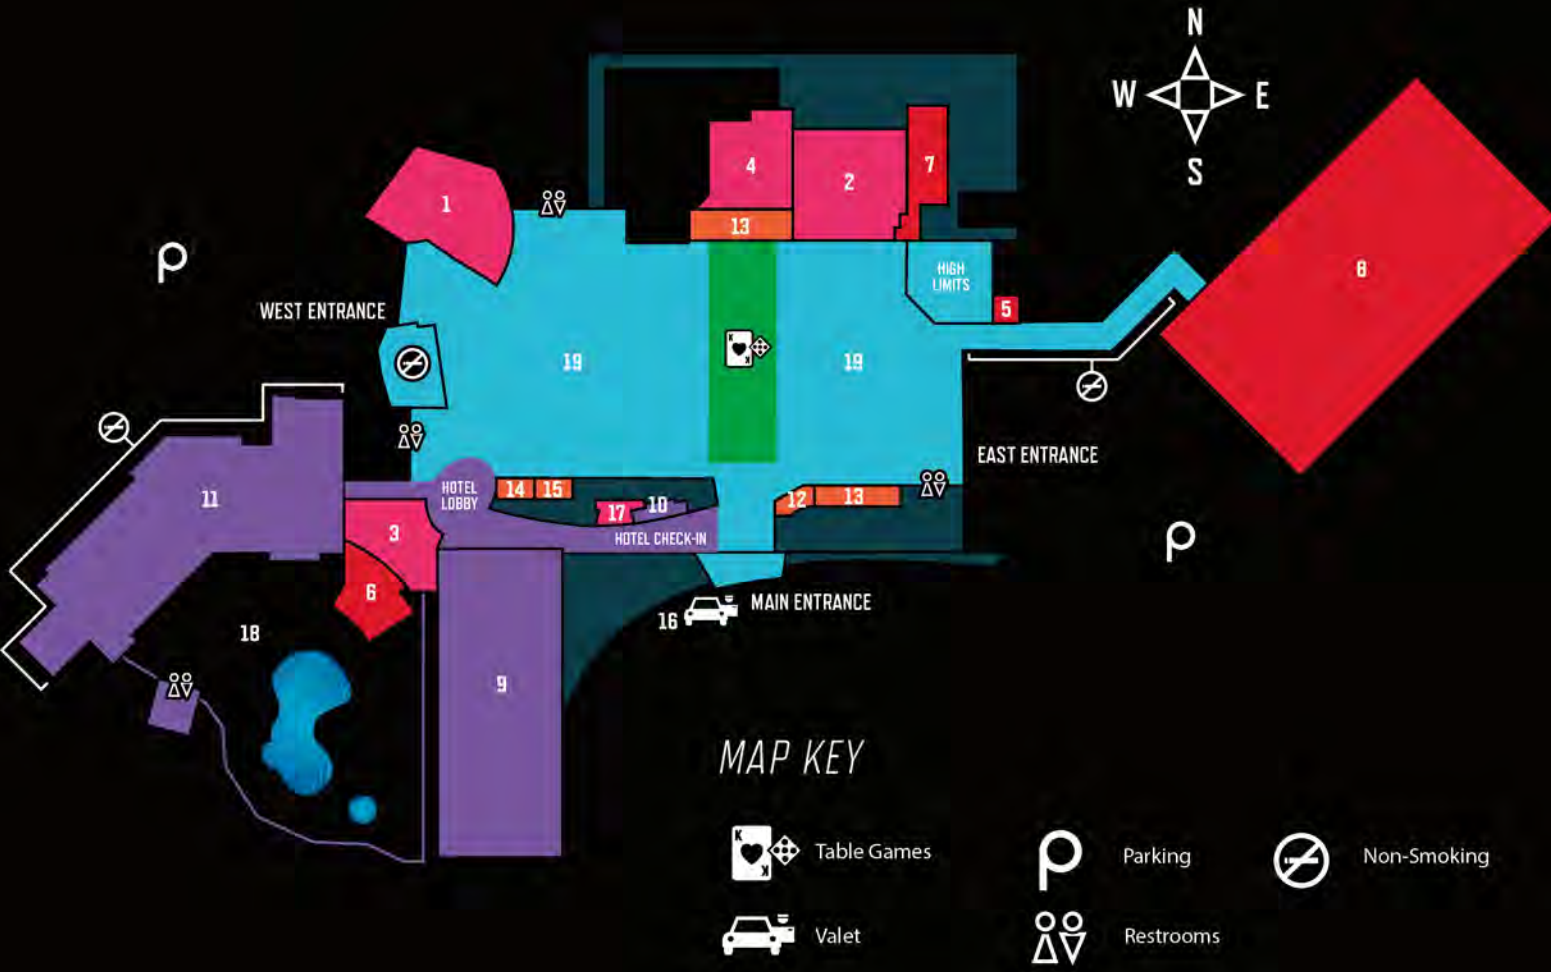 N
W E
S
1
4
2
7
13
8
HIGH
LIMITS
5
WEST ENTRANCE
19
19
EAST ENTRANCE
11
HOTEL
LOBBY
14
15
17
10
12
13
HOTEL CHECK-IN
3
6
16
MAIN ENTRANCE
18
9
MAP KEY
Table Games
Parking
Non-Smoking
Valet
Restrooms